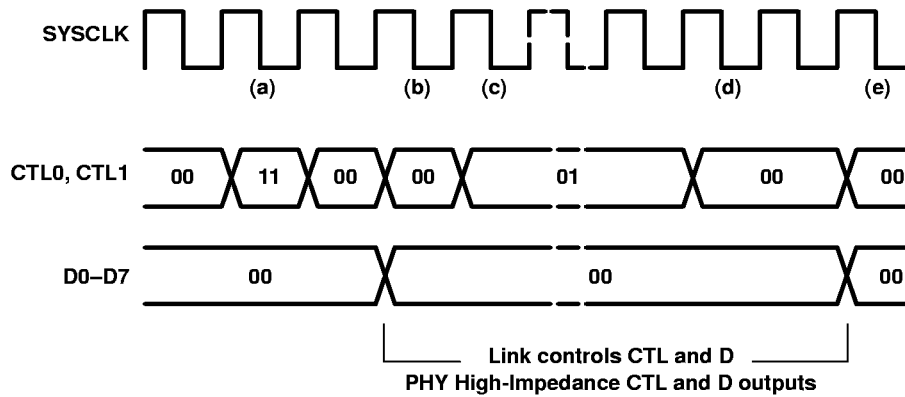 SYSCLK
(a) (b) (c) (d) (e)
CTL0, CTL1 00 11 00 00 01 00 00
D0–D7 00 00 00
Link controls CTL and D
PHY High-Impedance CTL and D outputs